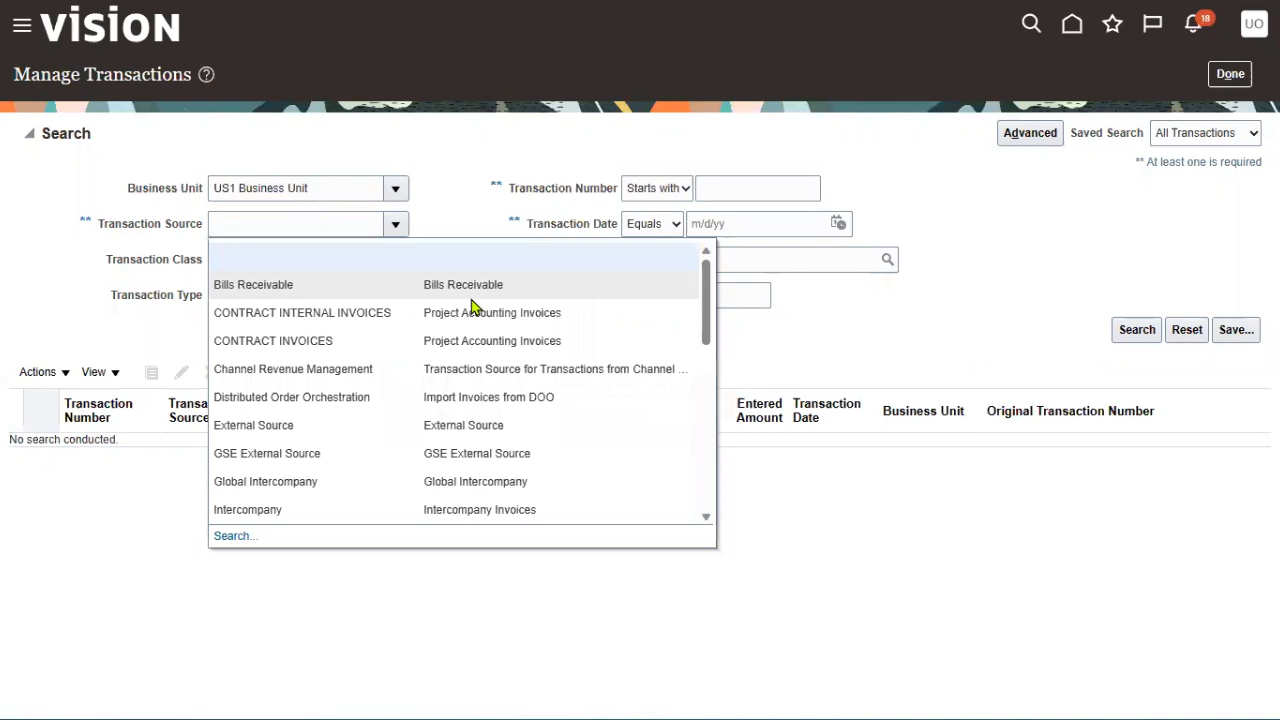 vision
18
UO
Manage Transactions ?
Done
Search
Advanced Saved Search All Transactions
** At least one is required
Business Unit US1 Business Unit ** Transaction Number Starts with
** Transaction Source ** Transaction Date Equals m/d/yy
Transaction Class
Transaction Type
Bills Receivable Bills Receivable
CONTRACT INTERNAL INVOICES Project Accounting Invoices
CONTRACT INVOICES Project Accounting Invoices
Channel Revenue Management Transaction Source for Transactions from Channel ...
Distributed Order Orchestration Import Invoices from DOO
External Source External Source
GSE External Source GSE External Source
Global Intercompany Global Intercompany
Intercompany Intercompany Invoices
Search...
Search Reset Save...
Actions View
Transaction Number
Source
Entered Amount
Transaction Date
Business Unit
Original Transaction Number
No search conducted.